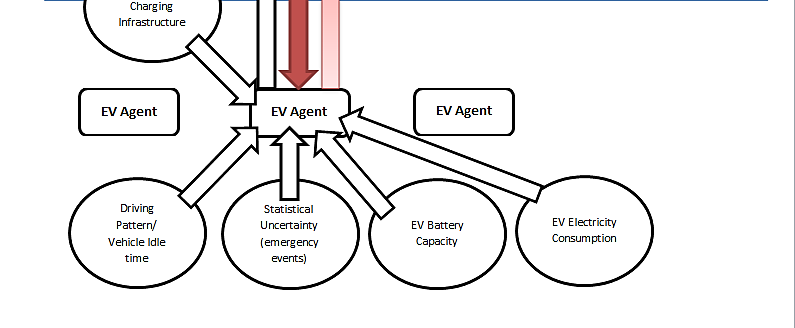 Charging
Infrastructure
EV Agent
EV Agent
EV Agent
Driving
Pattern/
Vehicle Idle
time
Statistical
Uncertainty
(emergency
events)
EV Battery
Capacity
EV Electricity
Consumption